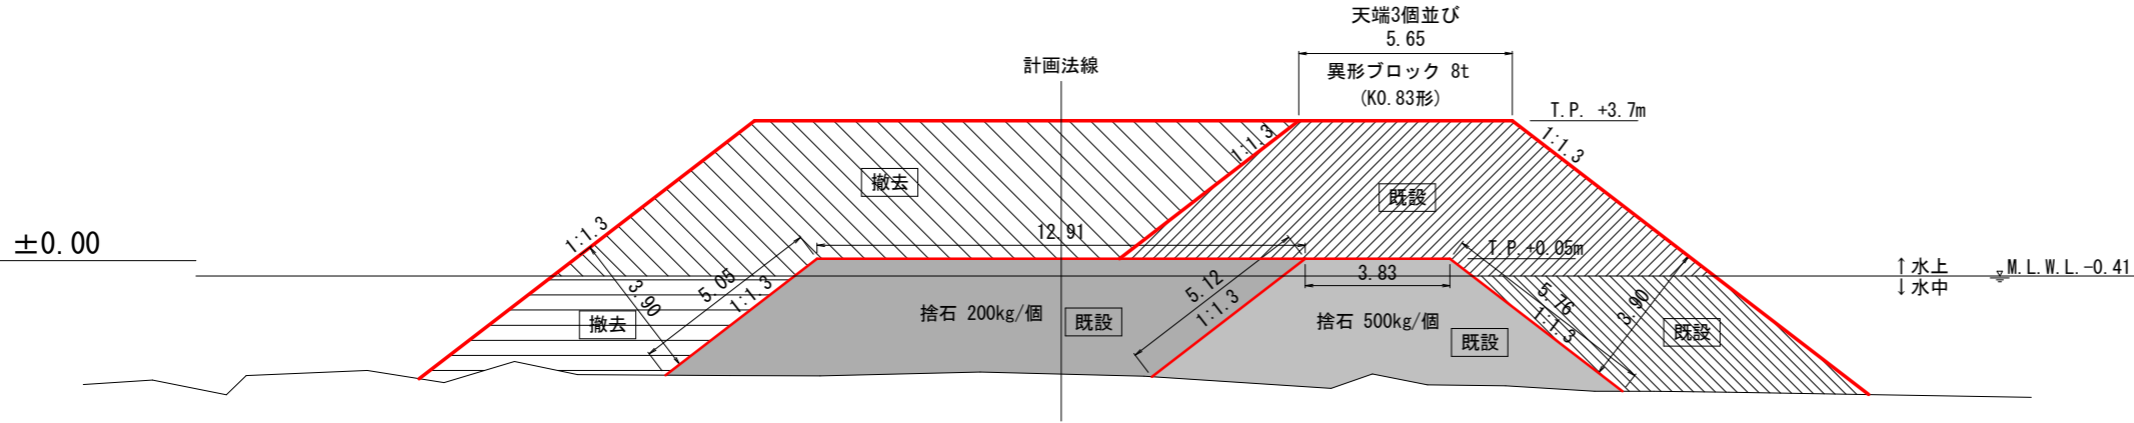 天端3個並び
5.65
計画法線
異形ブロック 8t
(K0.83形)
T.P. +3.7m
1:1.3
1:1.3
撤去
既設
1:1.3
12.91
±0.00
T.P.+0.05m
↑水上
M.L.W.L.-0.41
↓水中
3.90
5.05
1:1.3
5.12
1:1.3
3.83
5.76
1:1.3
3.90
撤去
捨石 200kg/個
既設
捨石 500kg/個
既設
既設